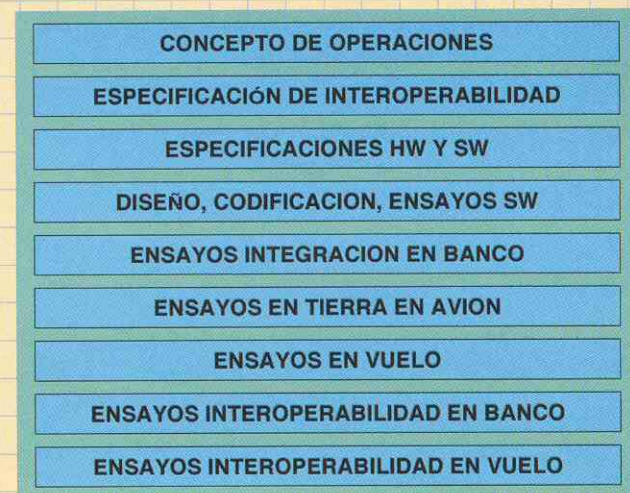 CONCEPTO DE OPERACIONES
ESPECIFICACIóN DE INTEROPERABILIDAD
ESPECIFICACIONES HW Y SW
DISEÑO, CODIFICACION, ENSAYOS SW
ENSAYOS INTEGRACION EN BANCO
ENSAYOS EN TIERRA EN AVION
ENSAYOS EN VUELO
ENSAYOS INTEROPERABILIDAD EN BANCO
ENSAYOS INTEROPERABILIDAD EN VUELO